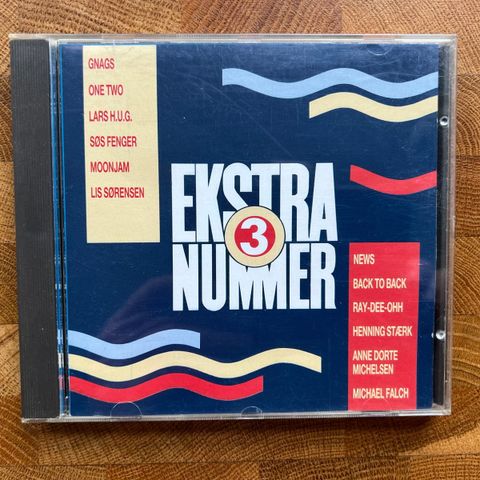 GNAGS
ONE TWO
LARS H.U.G.
SØS FENGER
MOONJAM
LIS SØRENSEN
EKSTRA
3
NUMMER
NEWS
BACK TO BACK
RAY-DEE-OHH
HENNING STÆRK
ANNE DORTE
MICHELSEN
MICHAEL FALCH